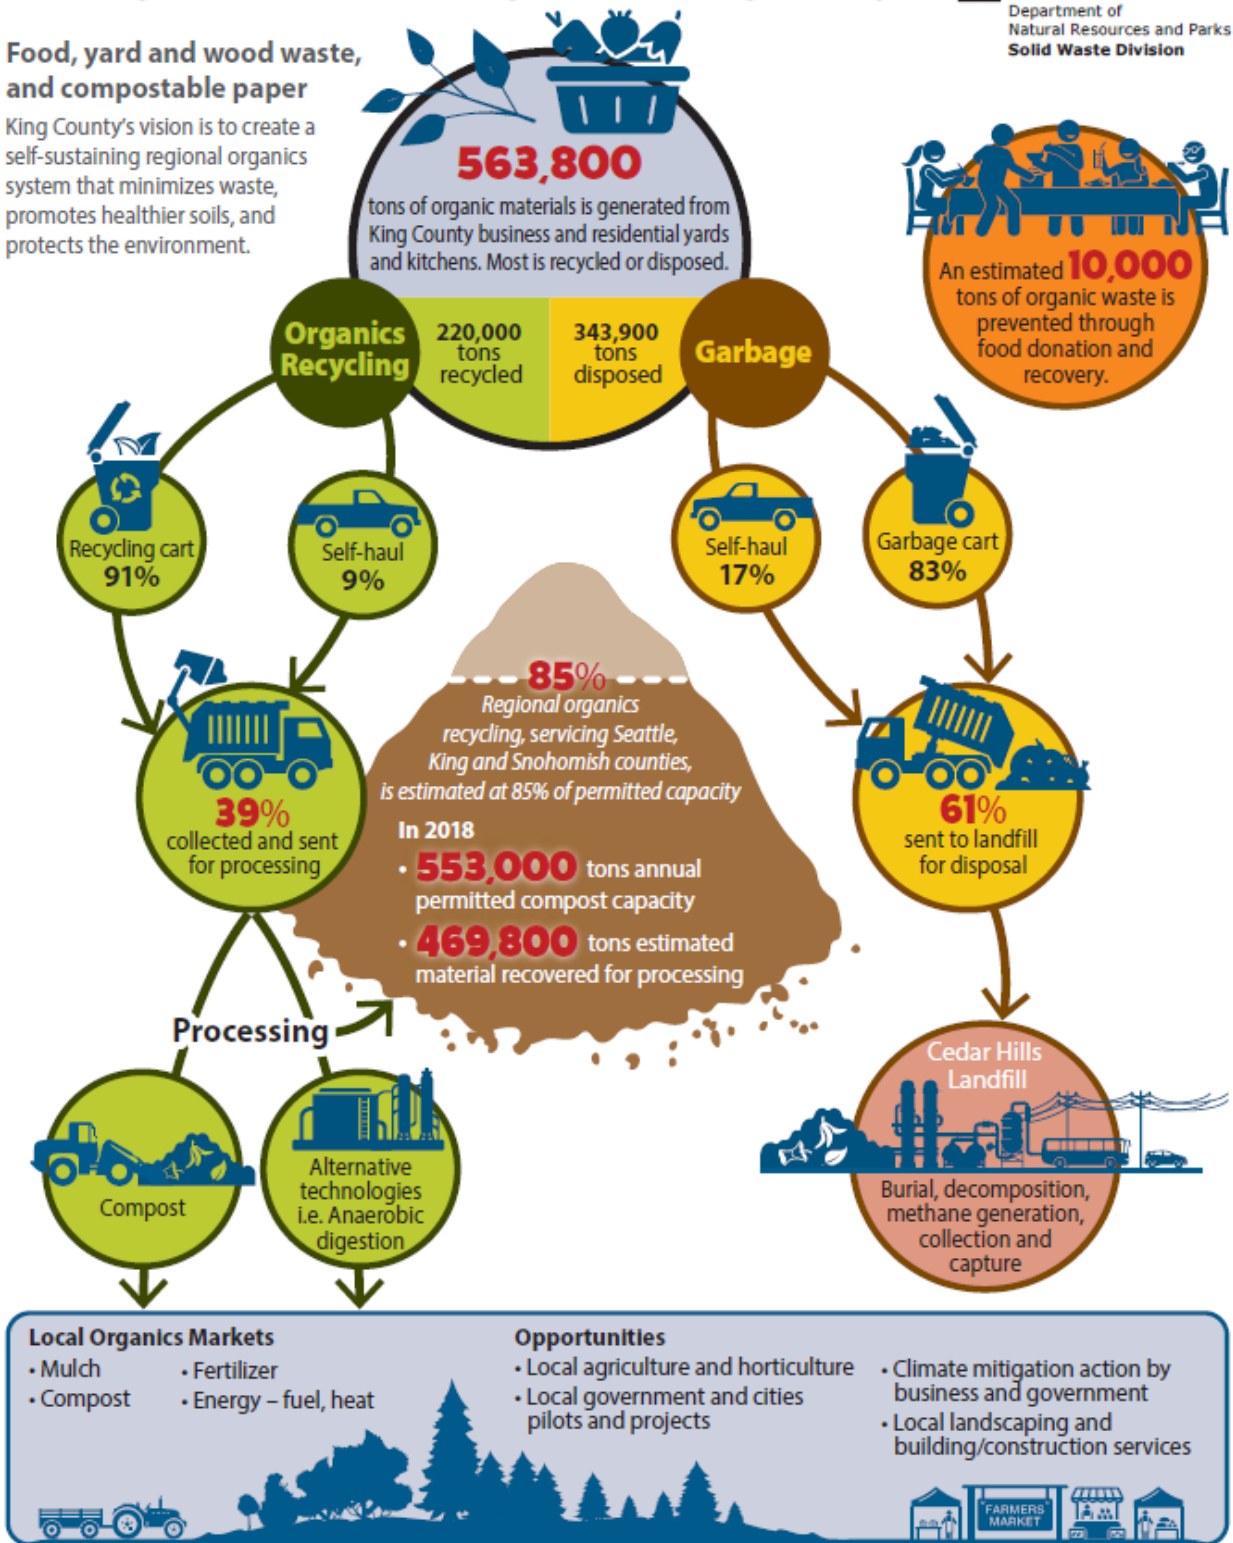 Department of
Natural Resources and Parks
Solid Waste Division
Food, yard and wood waste,
and compostable paper
King County's vision is to create a
self-sustaining regional organics
system that minimizes waste,
promotes healthier soils, and
protects the environment.
563,800
tons of organic materials is generated from
King County business and residential yards
and kitchens. Most is recycled or disposed.
An estimated 10,000
tons of organic waste is
prevented through
food donation and
recovery.
Organics
Recycling
220,000
tons
recycled
343,900
tons
disposed
Garbage
Recycling cart
91%
Self-haul
9%
Self-haul
17%
Garbage cart
83%
85%
Regional organics
recycling, servicing Seattle,
King and Snohomish counties,
is estimated at 85% of permitted capacity
In 2018
• 553,000 tons annual
permitted compost capacity
• 469,800 tons estimated
material recovered for processing
39%
collected and sent
for processing
61%
sent to landfill
for disposal
Processing
Compost
Alternative
technologies
i.e. Anaerobic
digestion
Cedar Hills
Landfill
Burial, decomposition,
methane generation,
collection and
capture
Local Organics Markets
• Mulch
• Compost
• Fertilizer
• Energy – fuel, heat
Opportunities
• Local agriculture and horticulture
• Local government and cities
pilots and projects
• Climate mitigation action by
business and government
• Local landscaping and
building/construction services
FARMERS
MARKET